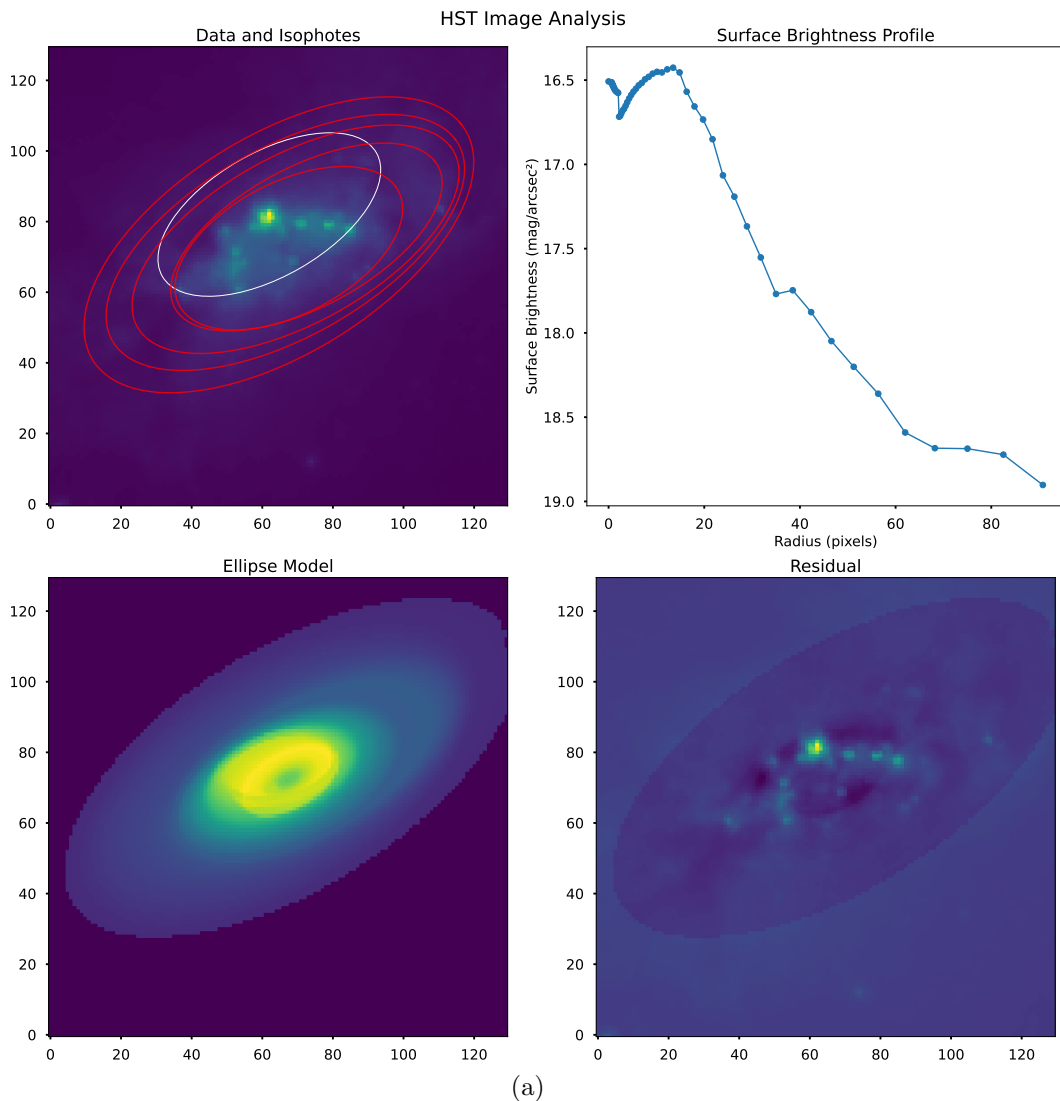 HST Image Analysis
Data and Isophotes
120
100
80
60
40
20
0
0 20 40 60 80 100 120
Surface Brightness Profile
Surface Brightness (mag/arcsec²)
16.5
17.0
17.5
18.0
18.5
19.0
0 20 40 60 80
Radius (pixels)
Ellipse Model
120
100
80
60
40
20
0
0 20 40 60 80 100 120
Residual
120
100
80
60
40
20
0
0 20 40 60 80 100 120
(a)